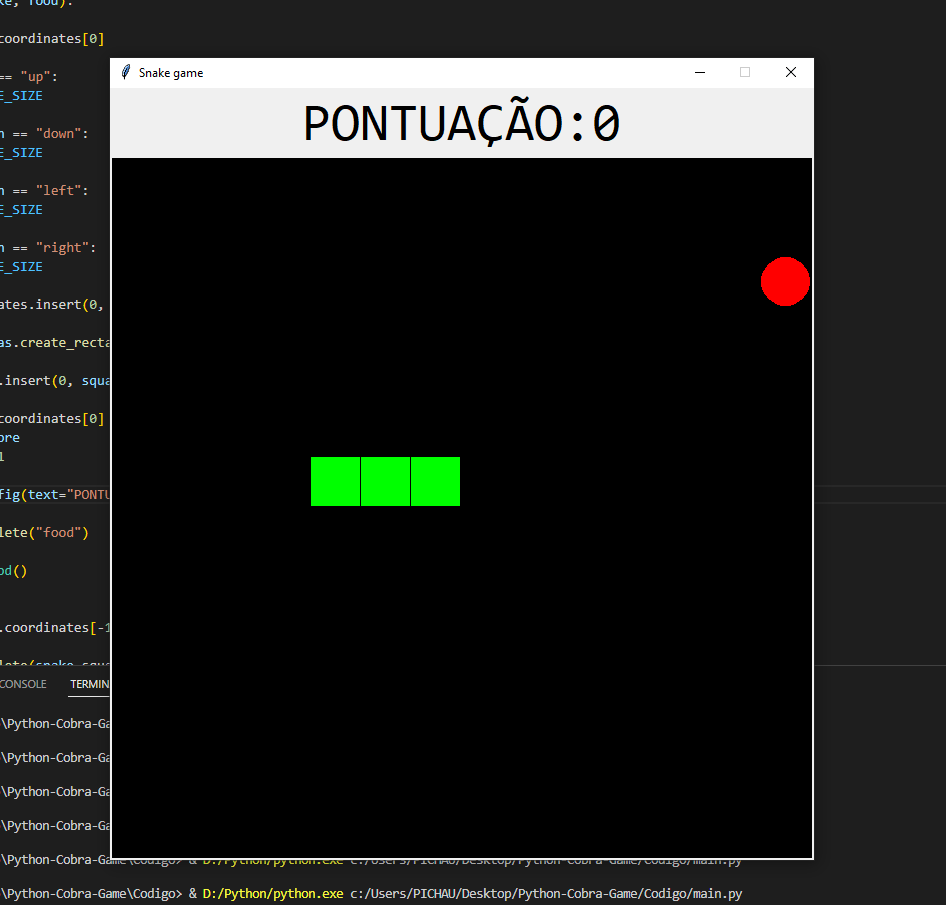 ke, food):
coordinates[0]
== "up":
E_SIZE
n == "down":
E_SIZE
n == "left":
E_SIZE
n == "right":
E_SIZE
ates.insert(0,
as.create_recta
.insert(0, squa
coordinates[0]
ore
1
fig(text="PONTU
lete("food")
od()
.coordinates[-1
lete(snake.squa
Snake game
PONTUAÇÃO:0
CONSOLE TERMIN
\Python-Cobra-Ga
\Python-Cobra-Ga
\Python-Cobra-Ga
\Python-Cobra-Ga
\Python-Cobra-Game\Codigo> & D:/Python/python.exe c:/Users/PICHAU/Desktop/Python-Cobra-Game/Codigo/main.py
\Python-Cobra-Game\Codigo> & D:/Python/python.exe c:/Users/PICHAU/Desktop/Python-Cobra-Game/Codigo/main.py